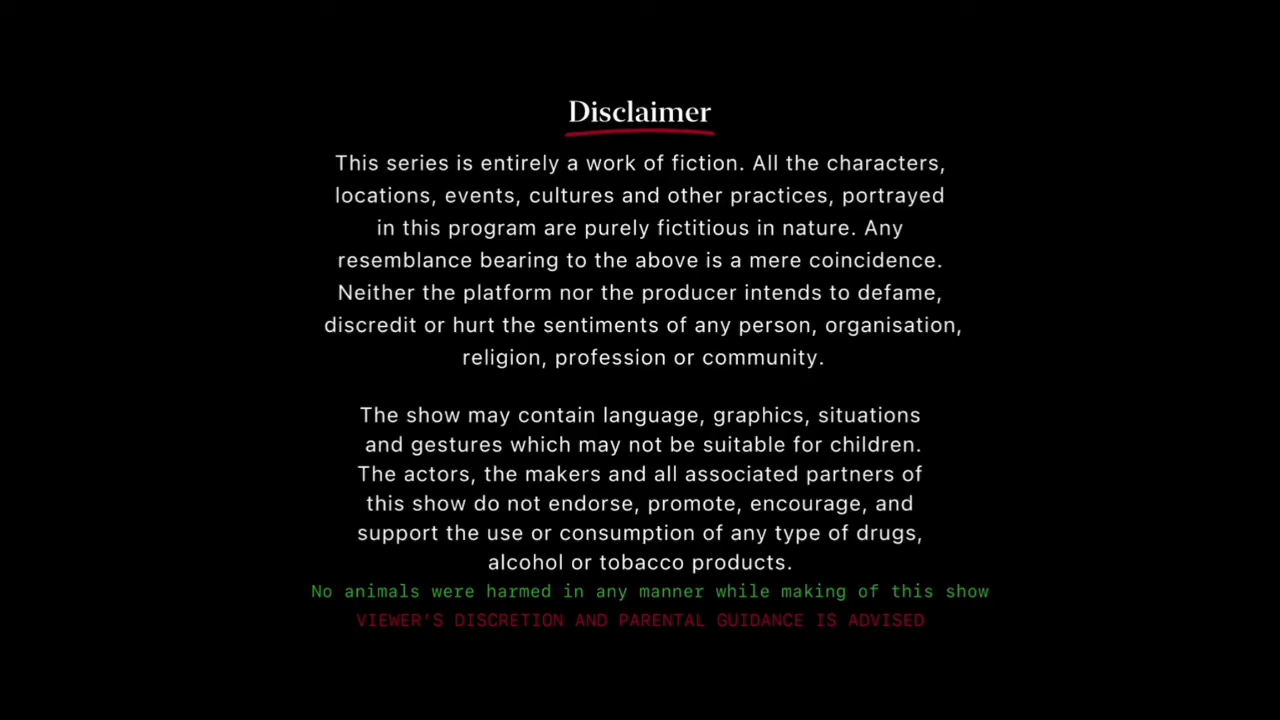 Disclaimer
This series is entirely a work of fiction. All the characters,
locations, events, cultures and other practices, portrayed
in this program are purely fictitious in nature. Any
resemblance bearing to the above is a mere coincidence.
Neither the platform nor the producer intends to defame,
discredit or hurt the sentiments of any person, organisation,
religion, profession or community.
The show may contain language, graphics, situations
and gestures which may not be suitable for children.
The actors, the makers and all associated partners of
this show do not endorse, promote, encourage, and
support the use or consumption of any type of drugs,
alcohol or tobacco products.
No animals were harmed in any manner while making of this show
VIEWER'S DISCRETION AND PARENTAL GUIDANCE IS ADVISED